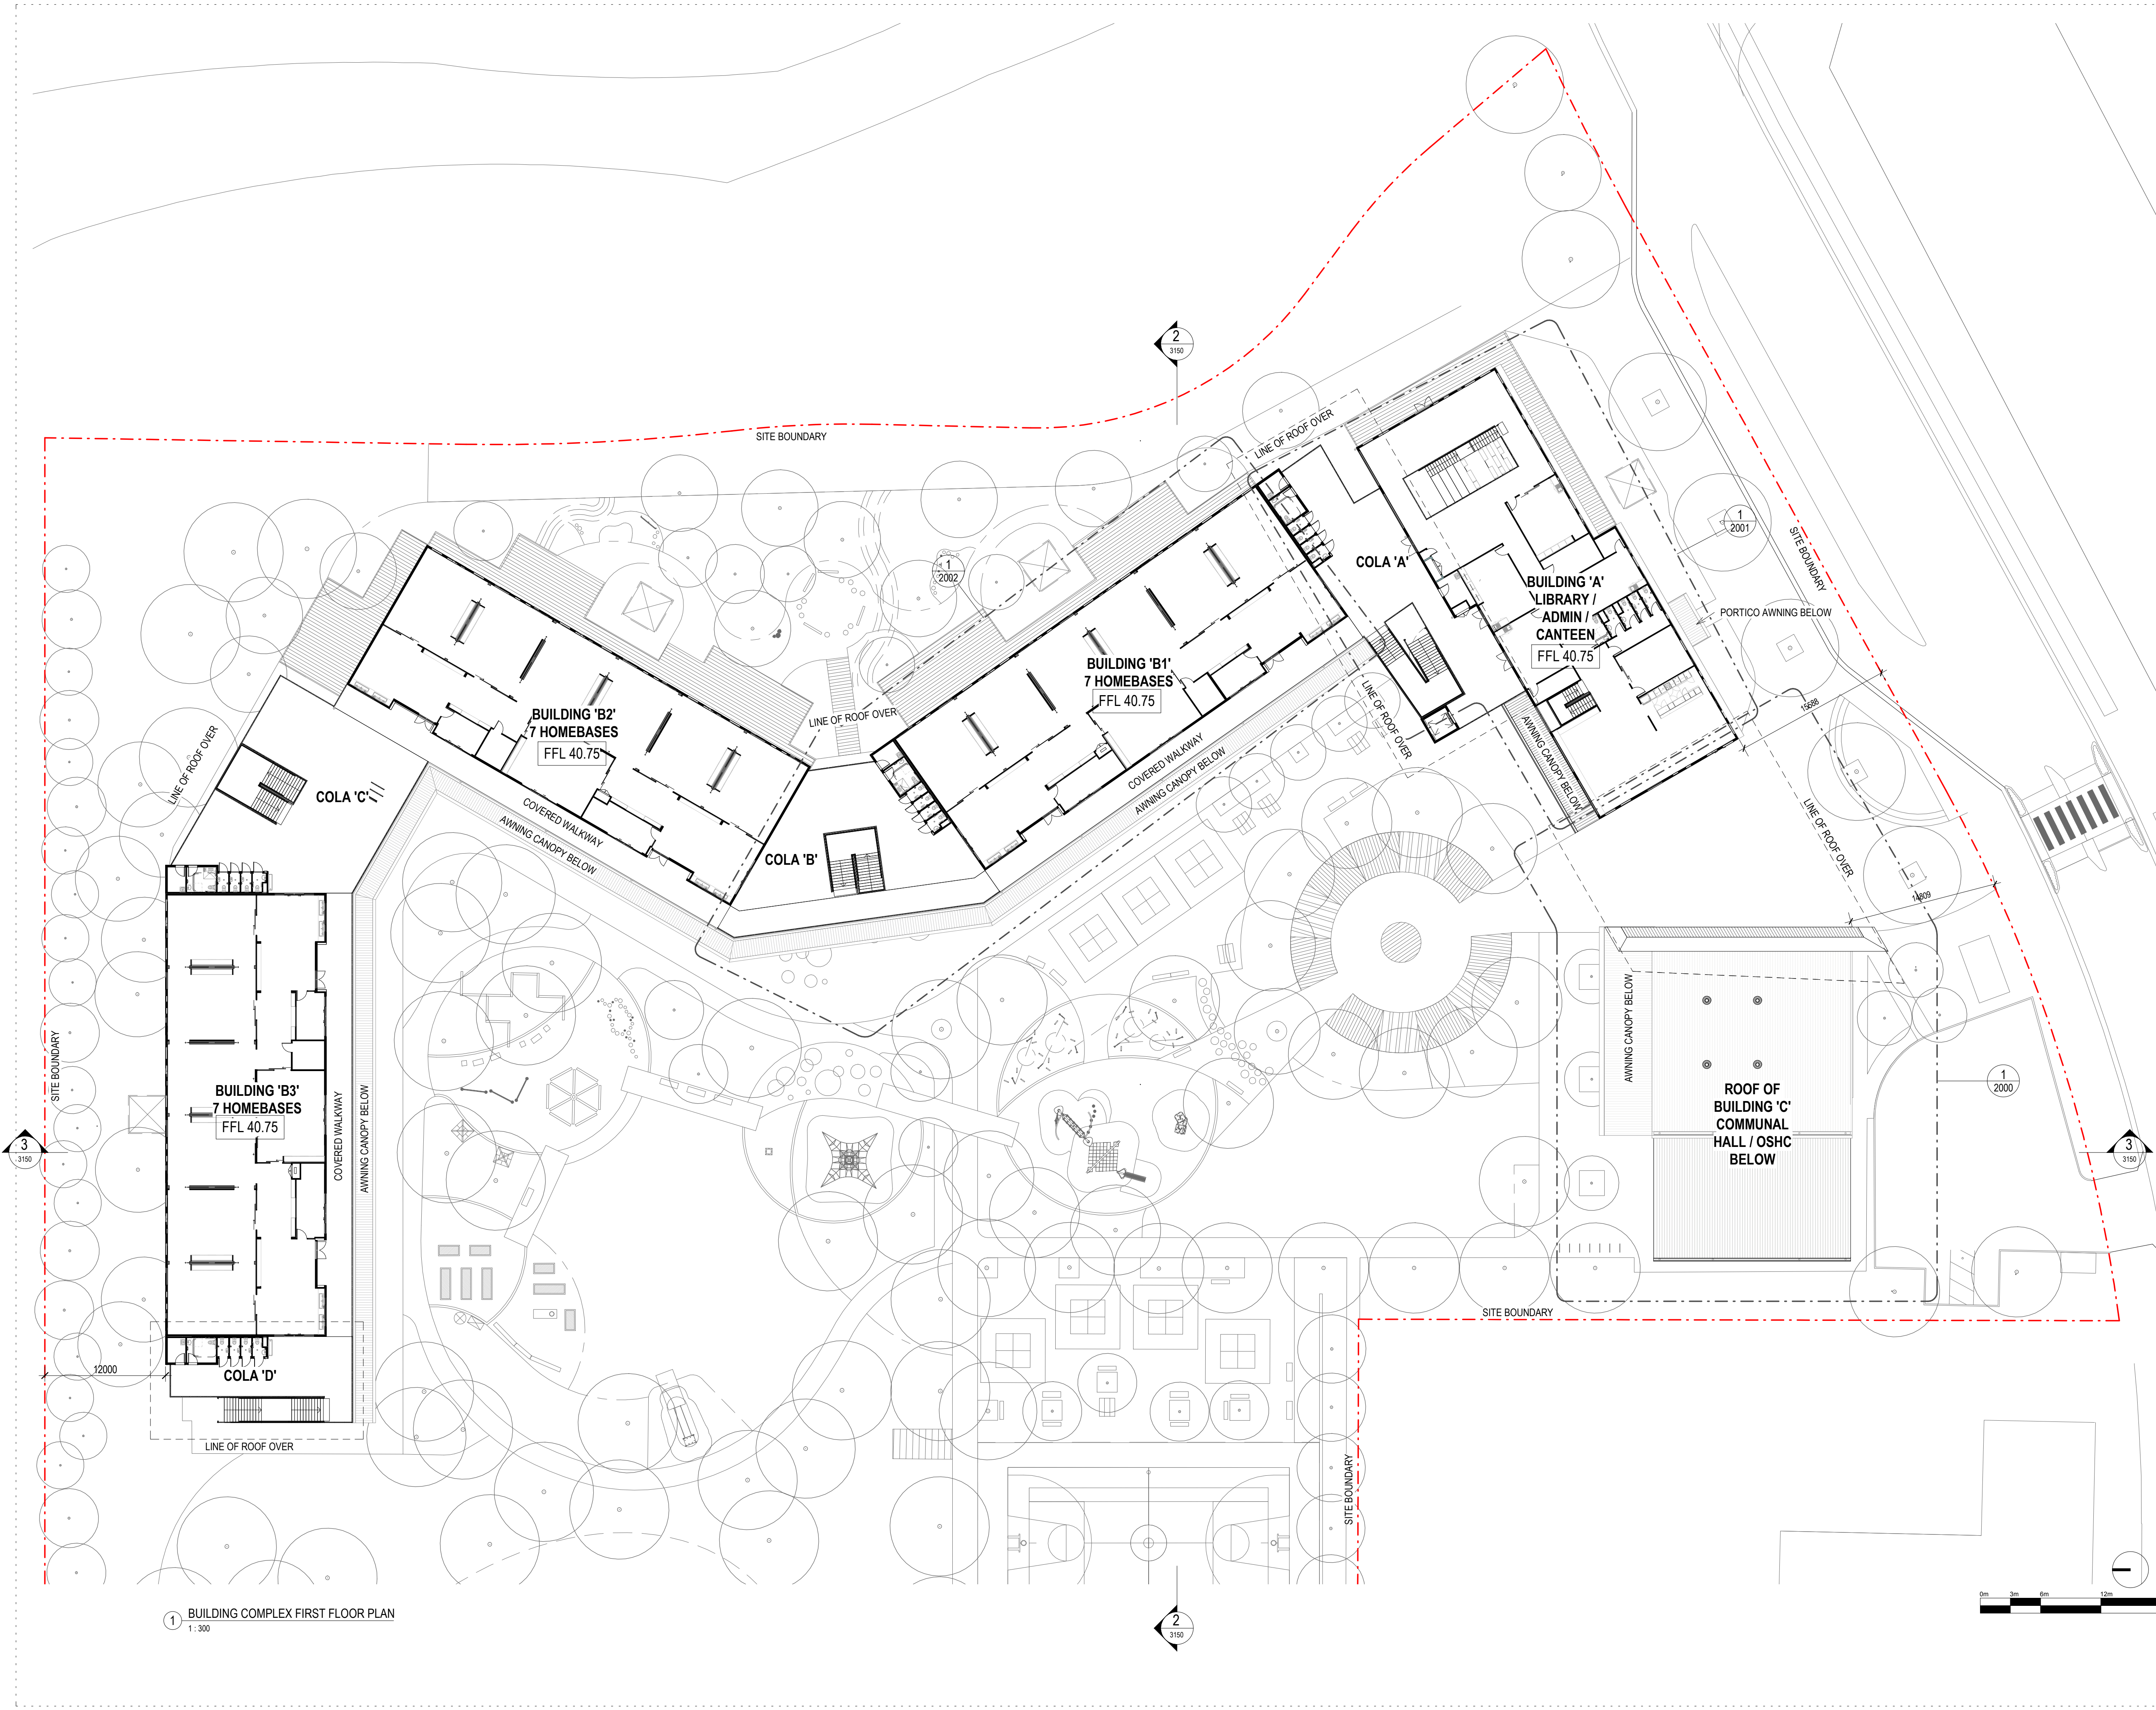 2
3150
SITE BOUNDARY
LINE OF ROOF OVER
1
2001
SITE BOUNDARY
COLA 'A'
BUILDING 'A'
LIBRARY /
ADMIN /
CANTEEN
FFL 40.75
PORTICO AWNING BELOW
1
2002
BUILDING 'B1'
7 HOMEBASES
FFL 40.75
LINE OF ROOF OVER
15688
AWNING CANOPY BELOW
BUILDING 'B2'
7 HOMEBASES
FFL 40.75
LINE OF ROOF OVER
COVERED WALKWAY
AWNING CANOPY BELOW
LINE OF ROOF OVER
COLA 'C'
COVERED WALKWAY
AWNING CANOPY BELOW
COLA 'B'
LINE OF ROOF OVER
14809
AWNING CANOPY BELOW
SITE BOUNDARY
BUILDING 'B3'
7 HOMEBASES
FFL 40.75
COVERED WALKWAY
AWNING CANOPY BELOW
ROOF OF
BUILDING 'C'
COMMUNAL
HALL / OSHC
BELOW
1
2000
3
3150
3
3150
SITE BOUNDARY
12000
COLA 'D'
LINE OF ROOF OVER
SITE BOUNDARY
1
BUILDING COMPLEX FIRST FLOOR PLAN
1 : 300
2
3150
0m 3m 6m 12m